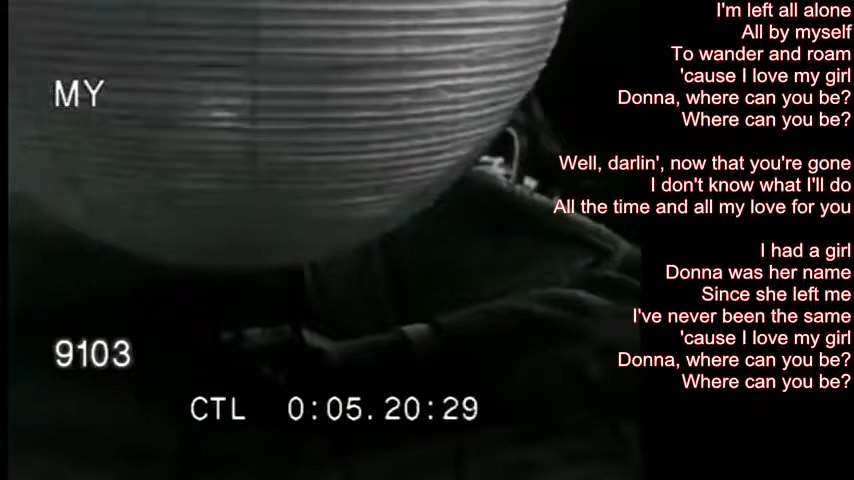 MY
9103
CTL 0:05.20:29
I'm left all alone
All by myself
To wander and roam
'cause I love my girl
Donna, where can you be?
Where can you be?
Well, darlin', now that you're gone
I don't know what I'll do
All the time and all my love for you
I had a girl
Donna was her name
Since she left me
I've never been the same
'cause I love my girl
Donna, where can you be?
Where can you be?